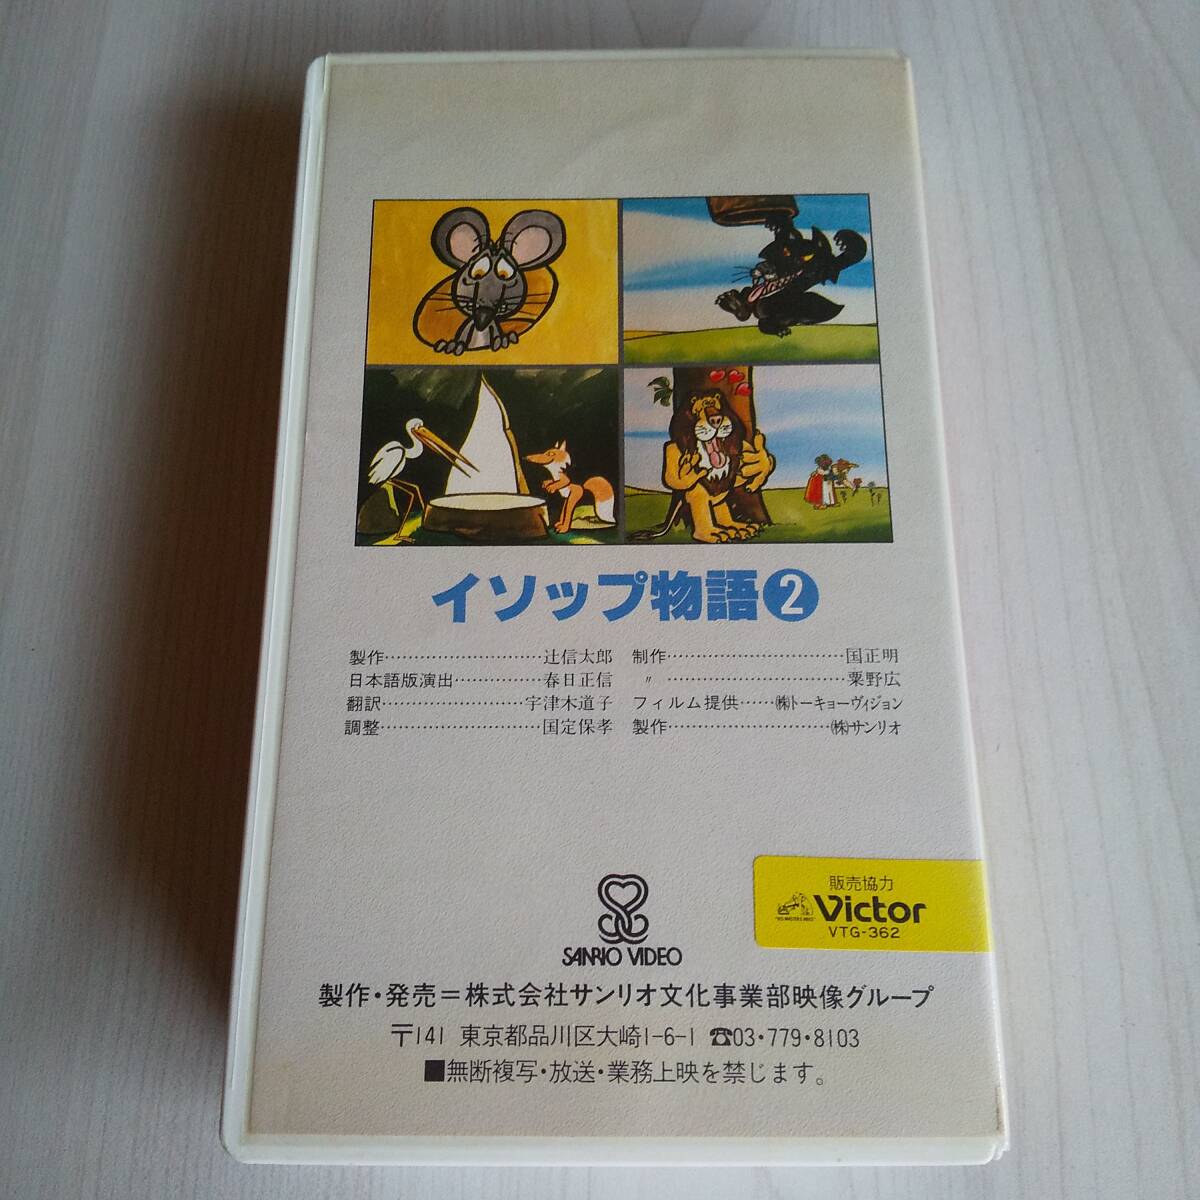 イソップ物語❷
製作………………………辻信太郎
日本語版演出……………春日正信
翻訳……………………宇津木道子
調整………………………国定保孝
制作…………………………国正明
〃…………………………粟野広
フィルム提供……㈱トーキョーヴィジョン
製作………………………㈱サンリオ
販売協力
Victor
VTG-362
SANRIO VIDEO
製作・発売=株式会社サンリオ文化事業部映像グループ
〒141 東京都品川区大崎1-6-1 ☎03・779・8103
■無断複写・放送・業務上映を禁じます。